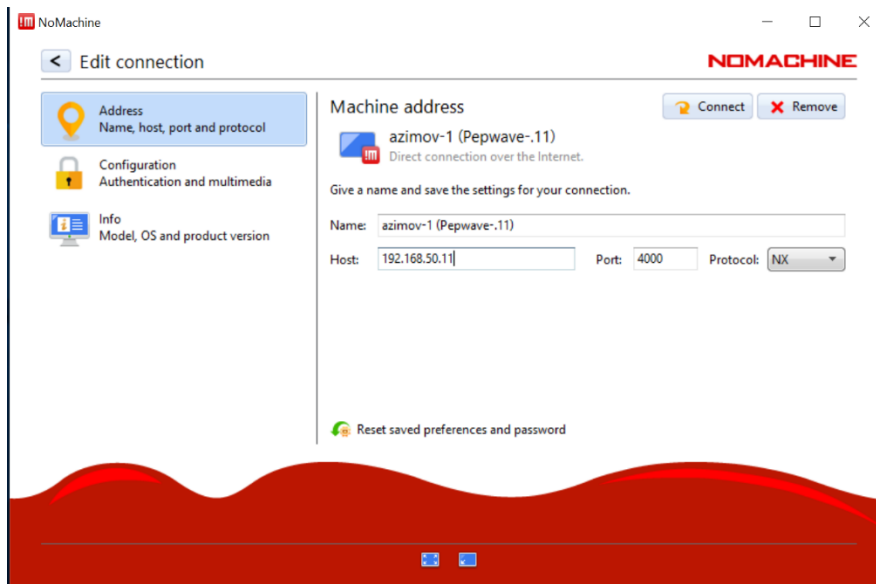 !m NoMachine
< Edit connection
NOMACHINE
Address
Name, host, port and protocol
Configuration
Authentication and multimedia
Info
Model, OS and product version
Machine address
Connect
Remove
!m
azimov-1 (Pepwave-.11)
Direct connection over the Internet.
Give a name and save the settings for your connection.
Name: azimov-1 (Pepwave-.11)
Host: 192.168.50.11 Port: 4000 Protocol: NX
Reset saved preferences and password